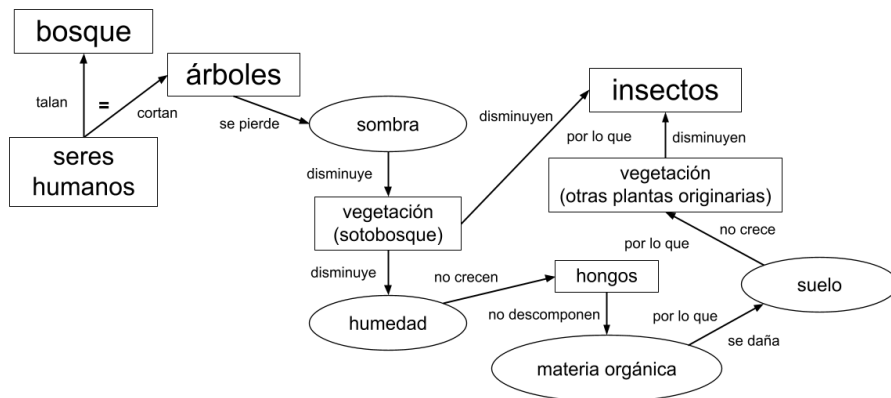 bosque
árboles
talan
=
cortan
seres
humanos
se pierde
sombra
disminuye
vegetación
(sotobosque)
disminuye
humedad
disminuyen
insectos
por lo que
disminuyen
vegetación
(otras plantas originarias)
no crecen
hongos
no descomponen
materia orgánica
por lo que
se daña
suelo
por lo que
no crece